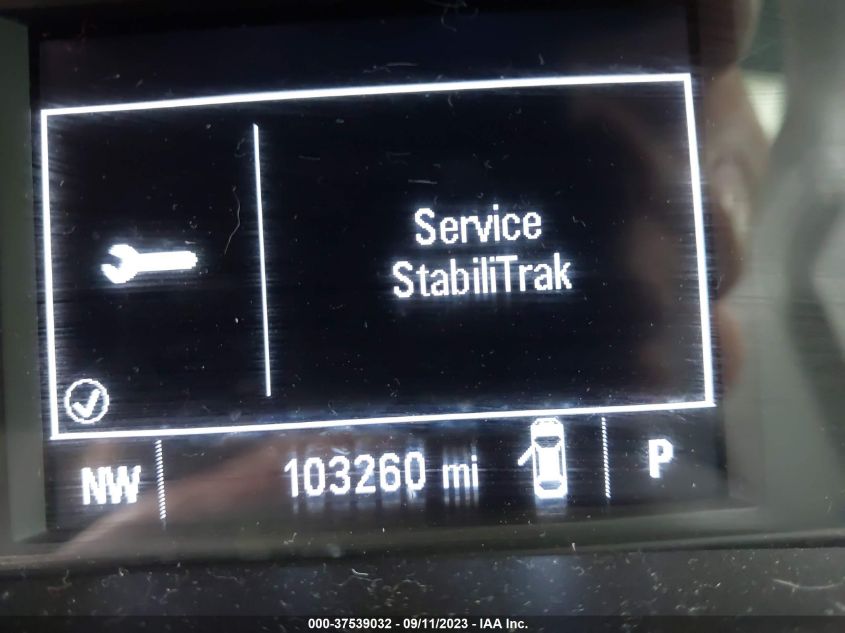 Service
StabiliTrak
NW 103260 mi P
000-37539032 - 09/11/2023 - IAA Inc.